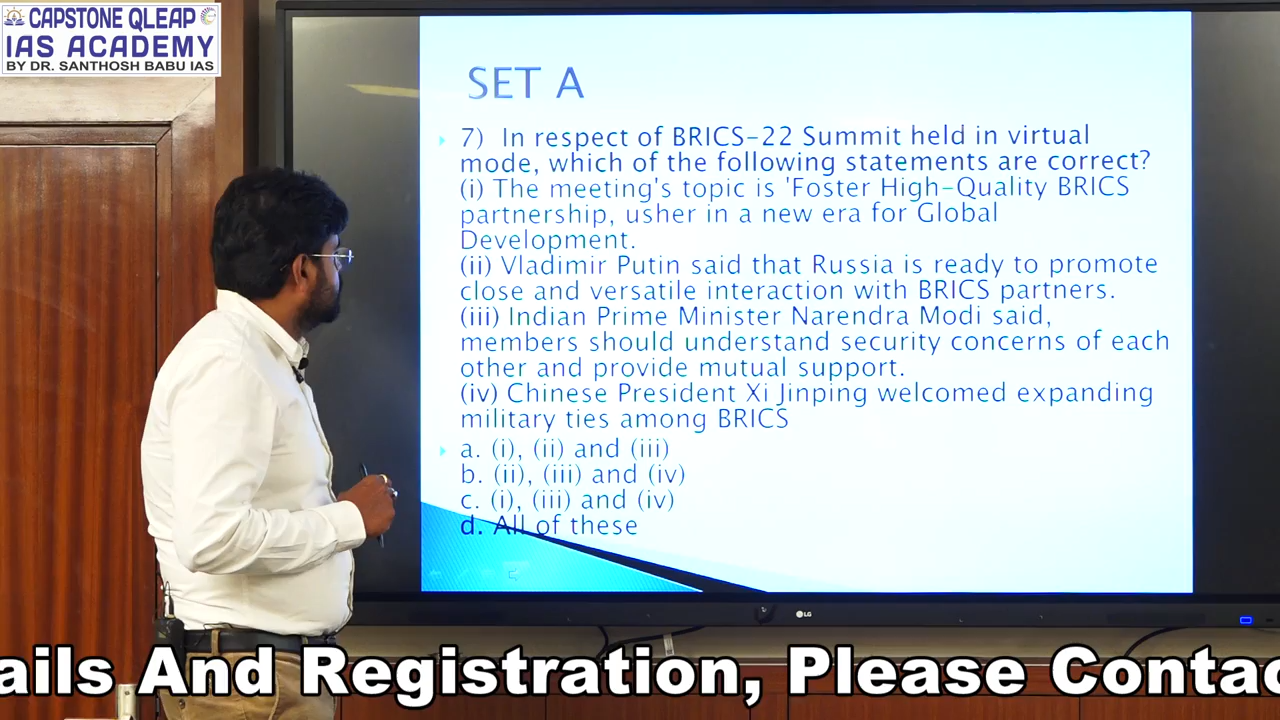 CAPSTONE QLEAP
IAS ACADEMY
BY DR. SANTHOSH BABU IAS
SET A
7) In respect of BRICS-22 Summit held in virtual
mode, which of the following statements are correct?
(i) The meeting's topic is 'Foster High-Quality BRICS
partnership, usher in a new era for Global
Development.
(ii) Vladimir Putin said that Russia is ready to promote
close and versatile interaction with BRICS partners.
(iii) Indian Prime Minister Narendra Modi said,
members should understand security concerns of each
other and provide mutual support.
(iv) Chinese President Xi Jinping welcomed expanding
military ties among BRICS
a. (i), (ii) and (iii)
b. (ii), (iii) and (iv)
c. (i), (iii) and (iv)
d. All of these
LG
ails And Registration, Please Contac